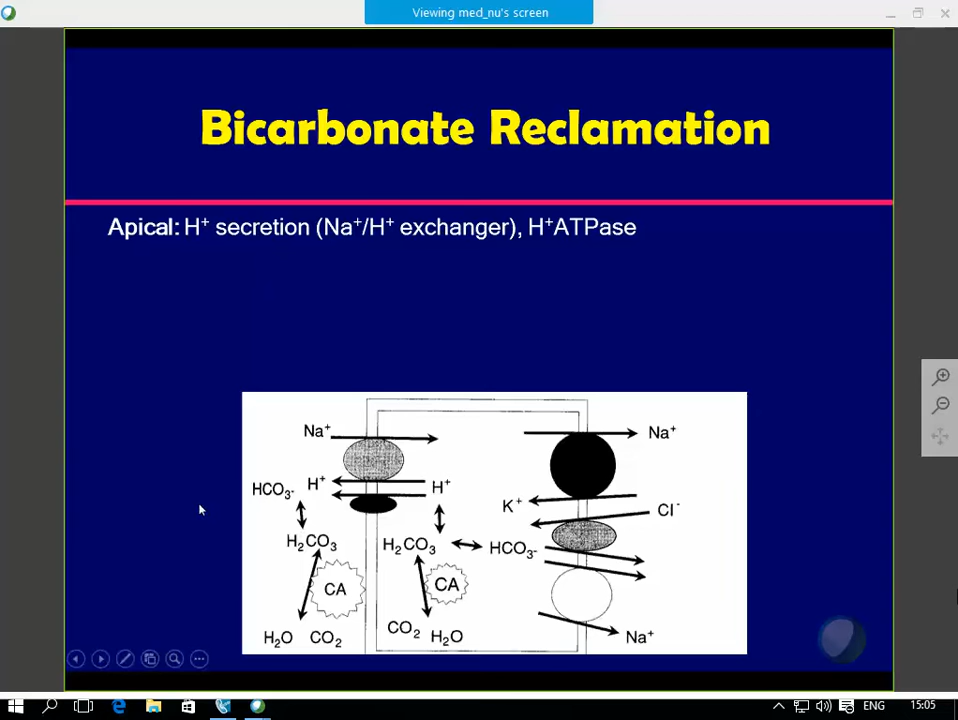 Viewing med_nu's screen
Bicarbonate Reclamation
Apical: H⁺ secretion (Na⁺/H⁺ exchanger), H⁺ATPase
Na⁺ Na⁺
HCO₃- H⁺ H⁺ K⁺ Cl⁻
H₂CO₃ H₂CO₃ HCO₃-
CA CA
H₂O CO₂ CO₂ H₂O Na⁺
ENG 15:05